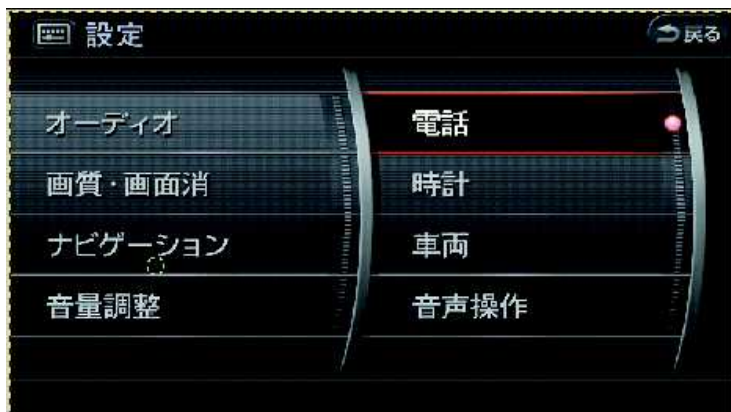 設定
戻る
オーディオ
画質・画面消
ナビゲーション
音量調整
電話
時計
車両
音声操作